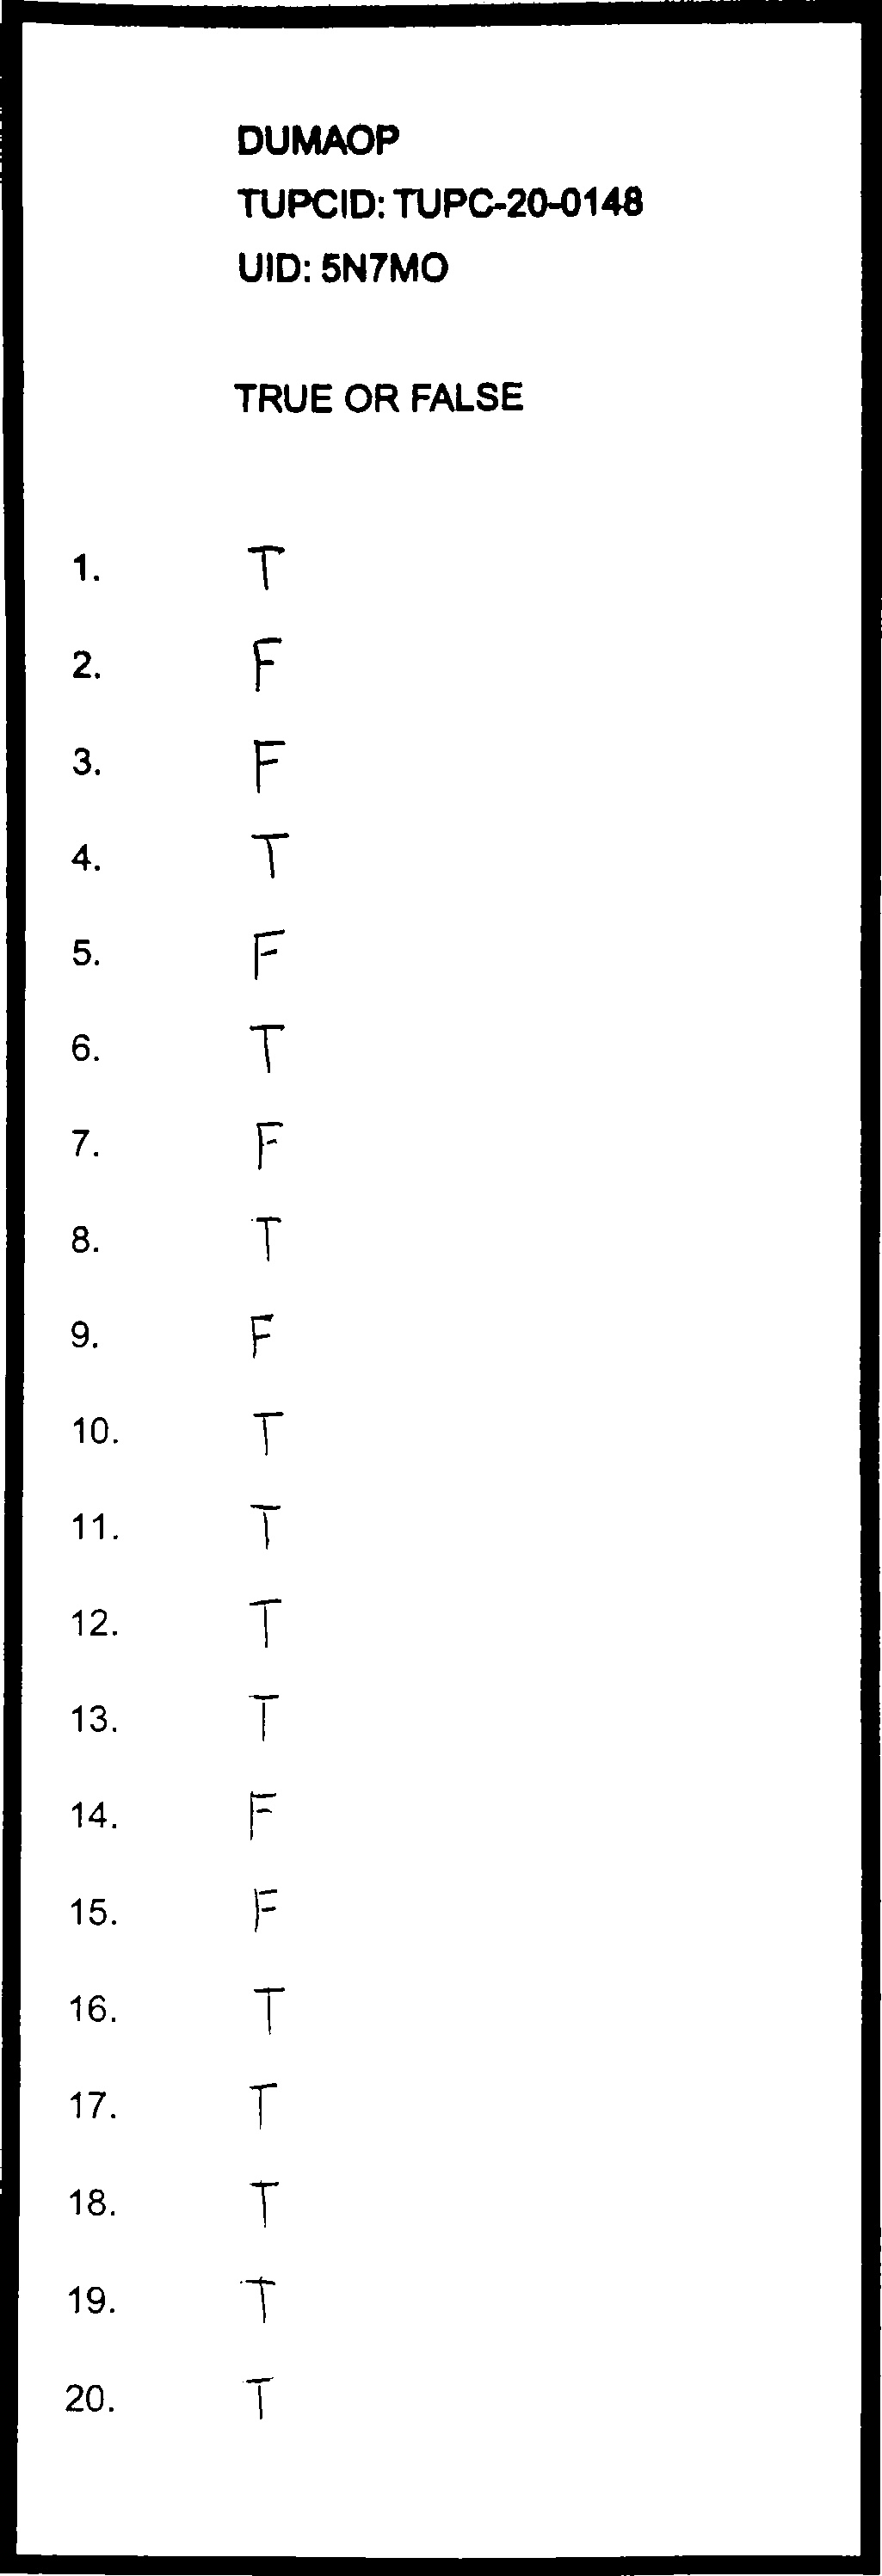 DUMAOP
TUPCID: TUPC-20-0148
UID: 5N7MO
TRUE OR FALSE
1. T
2. F
3. F
4. T
5. F
6. T
7. F
8. T
9. F
10. T
11. T
12. T
13. T
14. F
15. F
16. T
17. T
18. T
19. T
20. T